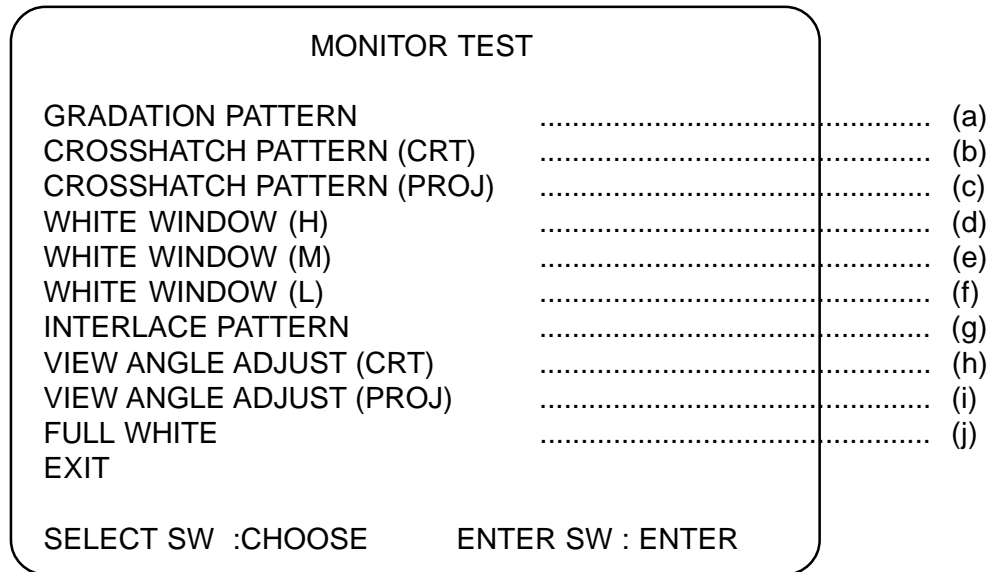 MONITOR TEST
GRADATION PATTERN ................................................ (a)
CROSSHATCH PATTERN (CRT) ................................................ (b)
CROSSHATCH PATTERN (PROJ) ................................................ (c)
WHITE WINDOW (H) ................................................ (d)
WHITE WINDOW (M) ................................................ (e)
WHITE WINDOW (L) ................................................ (f)
INTERLACE PATTERN ................................................ (g)
VIEW ANGLE ADJUST (CRT) ................................................ (h)
VIEW ANGLE ADJUST (PROJ) ................................................ (i)
FULL WHITE ................................................ (j)
EXIT
SELECT SW :CHOOSE ENTER SW : ENTER